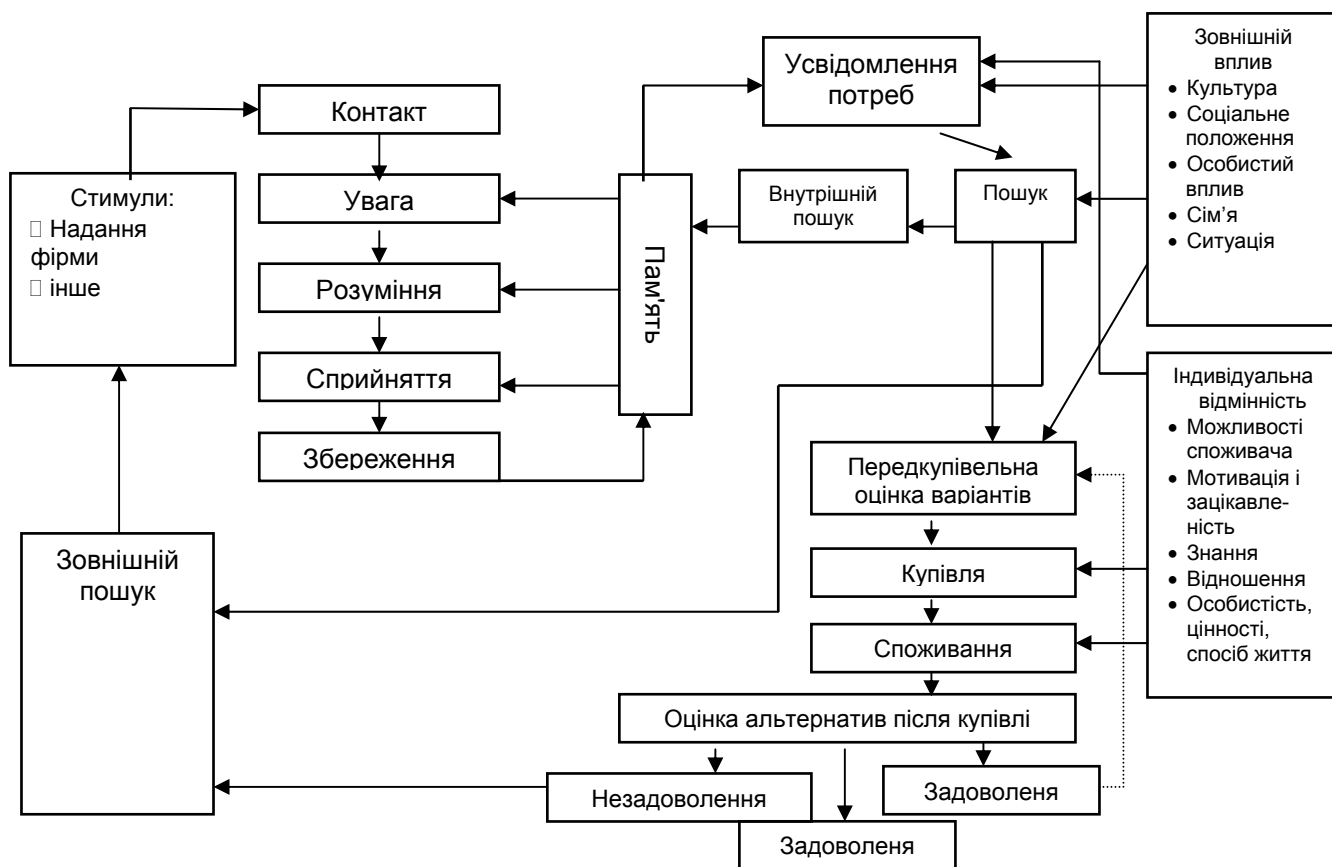 Стимули:
Надання
фірми
інше
Контакт
Увага
Розуміння
Сприйняття
Збереження
Пам'ять
Усвідомлення
потреб
Внутрішній
пошук
Пошук
Зовнішній
вплив
• Культура
• Соціальне
положення
• Особистий
вплив
• Сім’я
• Ситуація
Індивідуальна
відмінність
• Можливості
споживача
• Мотивація і
зацікавле-
ність
• Знання
• Відношення
• Особистість,
цінності,
спосіб життя
Зовнішній
пошук
Передкупівельна
оцінка варіантів
Купівля
Споживання
Оцінка альтернатив після купівлі
Незадоволення
Задоволеня
Задоволеня